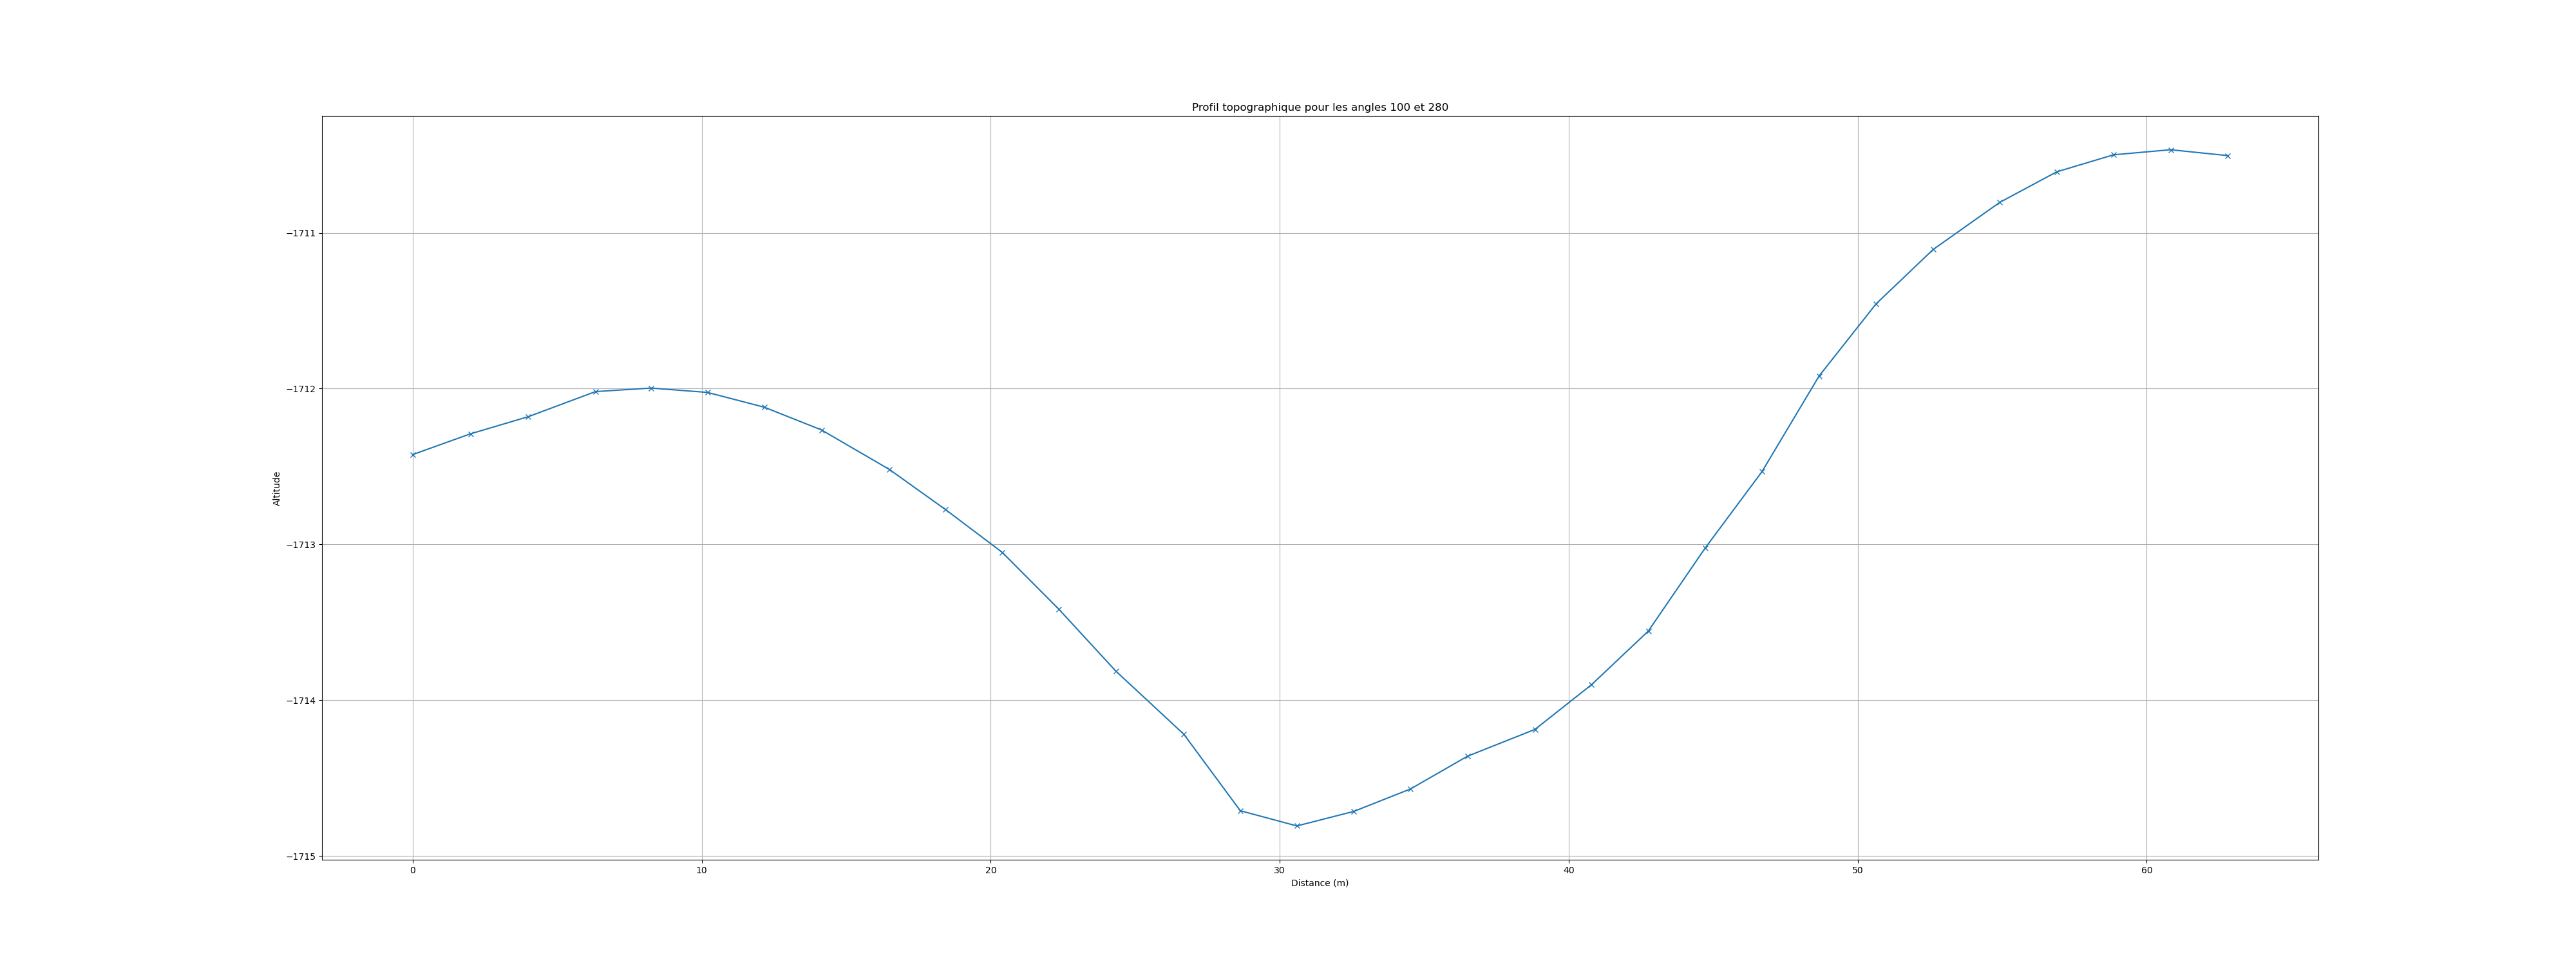 Profil topographique pour les angles 100 et 280
Altitude
−1711
−1712
−1713
−1714
−1715
0 10 20 30 40 50 60
Distance (m)